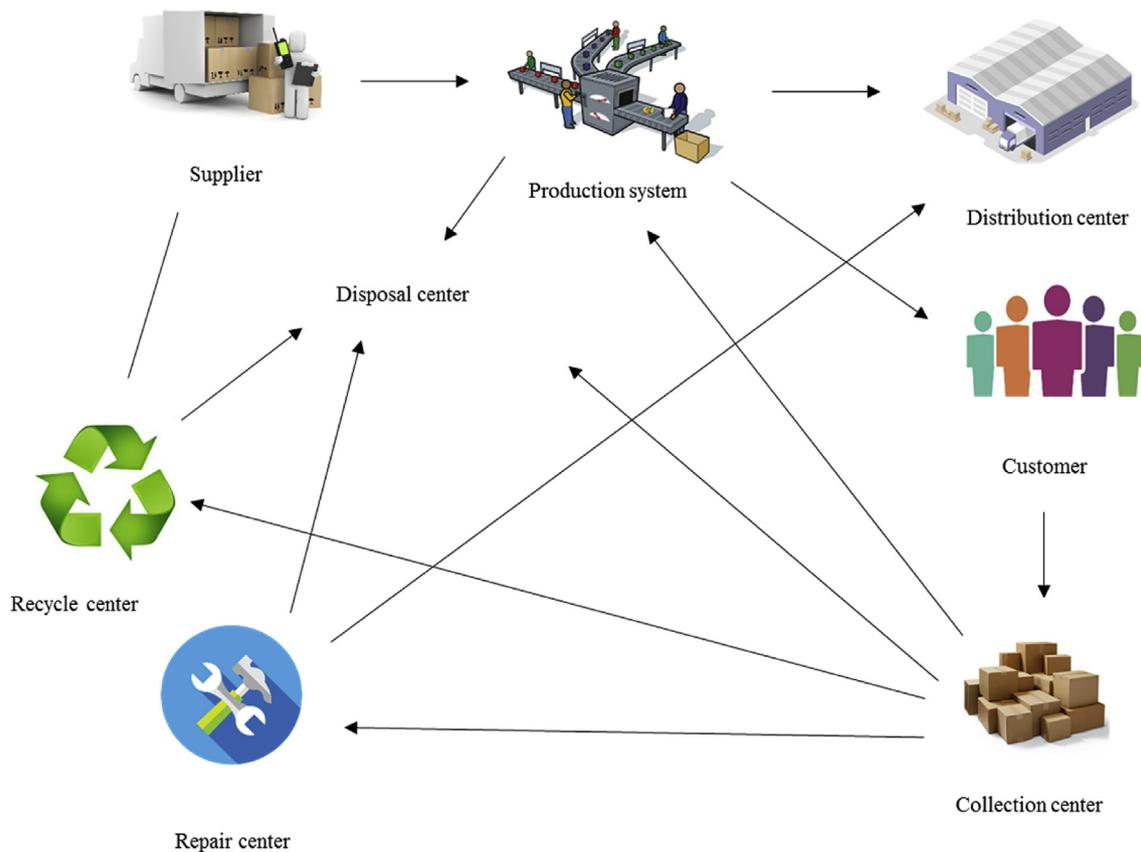 Supplier
Production system
Distribution center
Disposal center
Customer
Recycle center
Collection center
Repair center